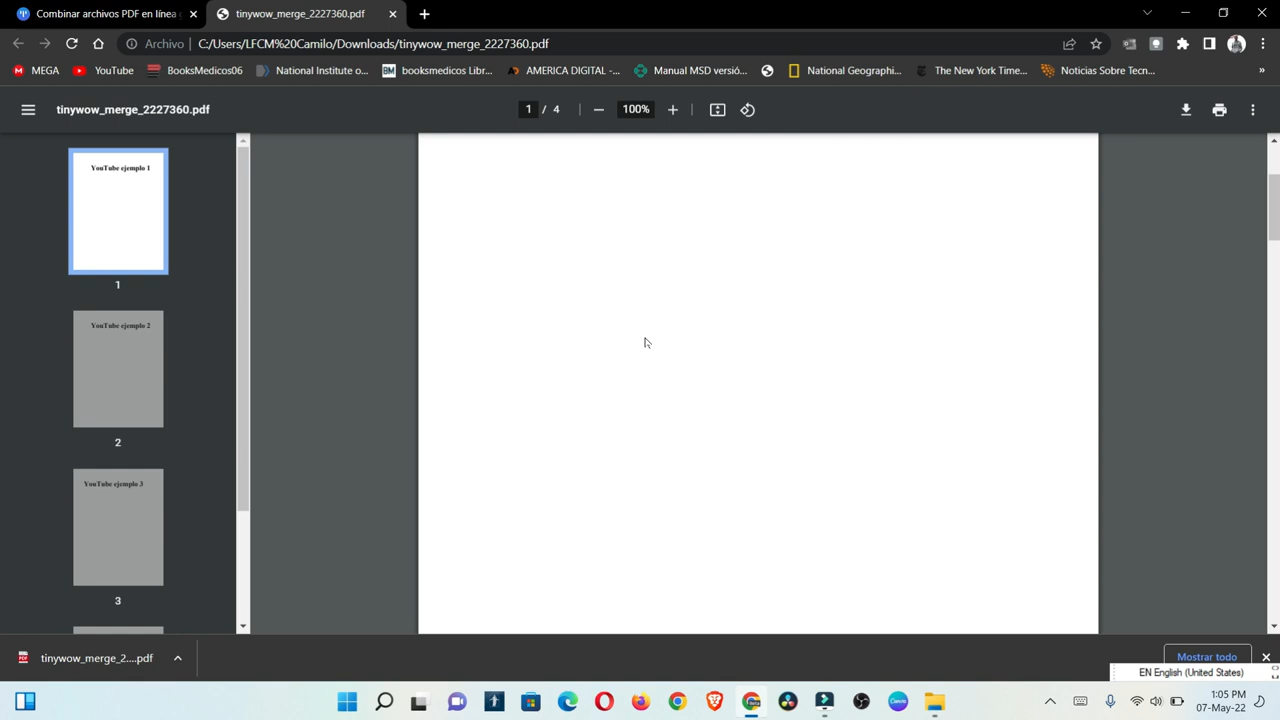 Combinar archivos PDF en línea g
tinywow_merge_2227360.pdf
Archivo
C:/Users/LFCM%20Camilo/Downloads/tinywow_merge_2227360.pdf
MEGA
YouTube
BooksMedicos06
National Institute o...
BM
booksmedicos Libr...
AMERICA DIGITAL -...
Manual MSD versió...
National Geographi...
The New York Time...
Noticias Sobre Tecn...
»
tinywow_merge_2227360.pdf
1 / 4
100%
YouTube ejemplo 1
1
YouTube ejemplo 2
2
YouTube ejemplo 3
3
PDF
tinywow_merge_2....pdf
Mostrar todo
EN English (United States)
1:05 PM
07-May-22